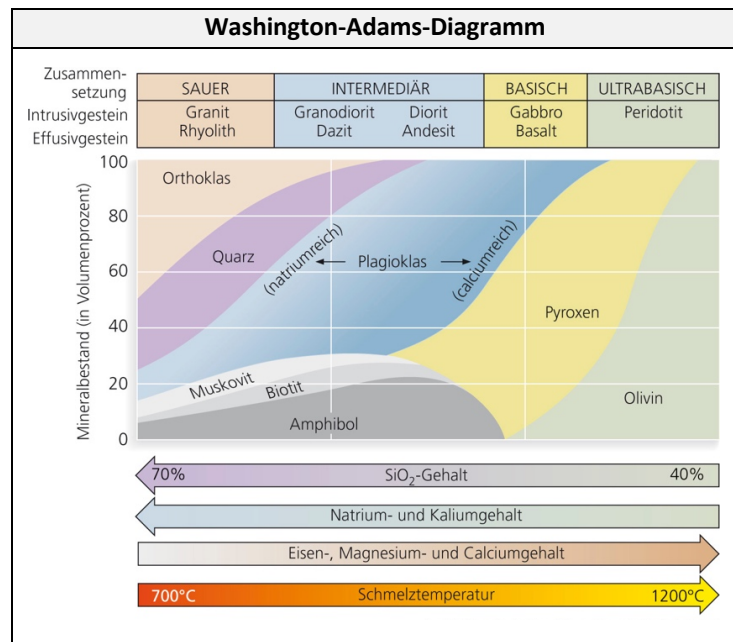 Washington-Adams-Diagramm
Zusammen-
setzung
SAUER INTERMEDIÄR BASISCH ULTRABASISCH
Intrusivgestein Granit Granodiorit Diorit Gabbro Peridotit
Effusivgestein Rhyolith Dazit Andesit Basalt
Mineralbestand (in Volumenprozent)
100
80
60
40
20
0
Orthoklas
Quarz
(natriumreich)
Plagioklas
(calciumreich)
Pyroxen
Muskovit
Biotit
Olivin
Amphibol
70% SiO₂-Gehalt 40%
Natrium- und Kaliumgehalt
Eisen-, Magnesium- und Calciumgehalt
700°C Schmelztemperatur 1200°C